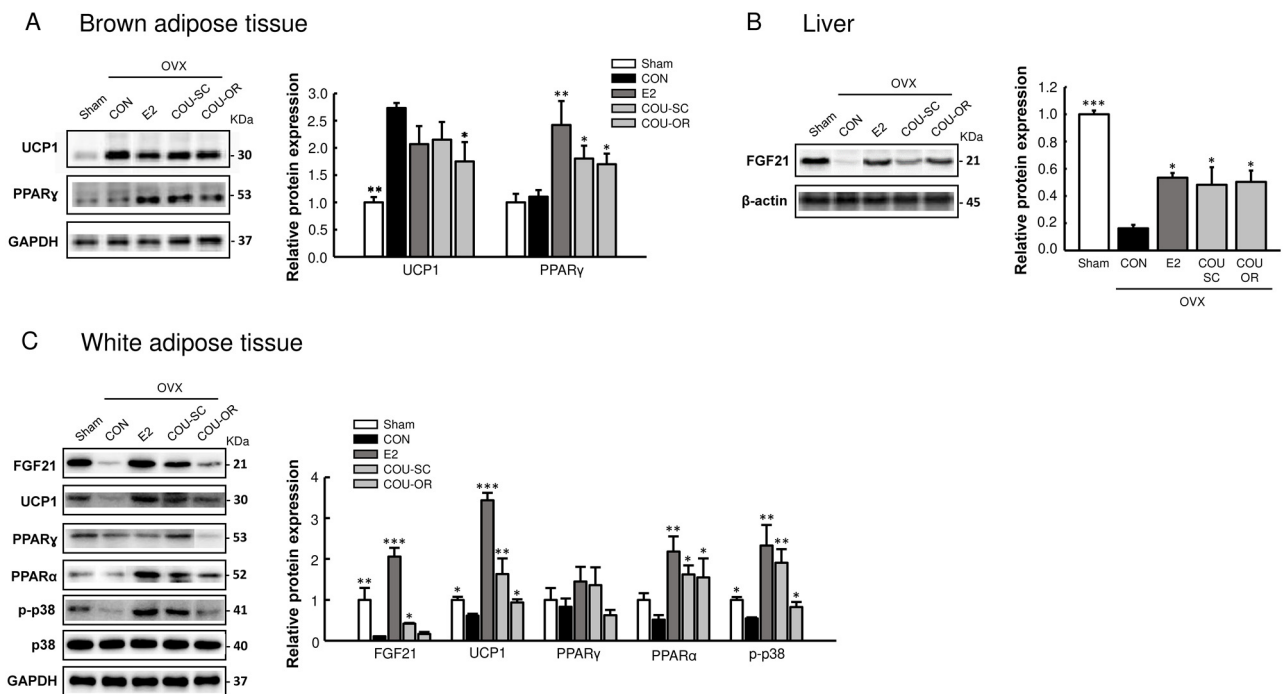 A Brown adipose tissue
OVX
Sham CON E2 COU-SC COU-OR
KDa
UCP1 - 30
PPARɣ - 53
GAPDH - 37
Relative protein expression
3.0
2.5
2.0
1.5
1.0
0.5
0.0
** * ** * *
UCP1 PPARγ
Sham
CON
E2
COU-SC
COU-OR
B Liver
OVX
Sham CON E2 COU-SC COU-OR
KDa
FGF21 - 21
β-actin - 45
Relative protein expression
1.2
1.0
0.8
0.6
0.4
0.2
0.0
*** * * *
Sham CON E2 COU SC COU OR
OVX
C White adipose tissue
OVX
Sham CON E2 COU-SC COU-OR
KDa
FGF21 - 21
UCP1 - 30
PPARɣ - 53
PPARα - 52
p-p38 - 41
p38 - 40
GAPDH - 37
Sham
CON
E2
COU-SC
COU-OR
Relative protein expression
4
3
2
1
0
** *** * * *** ** * ** * * * ** ** *
FGF21 UCP1 PPARγ PPARα p-p38